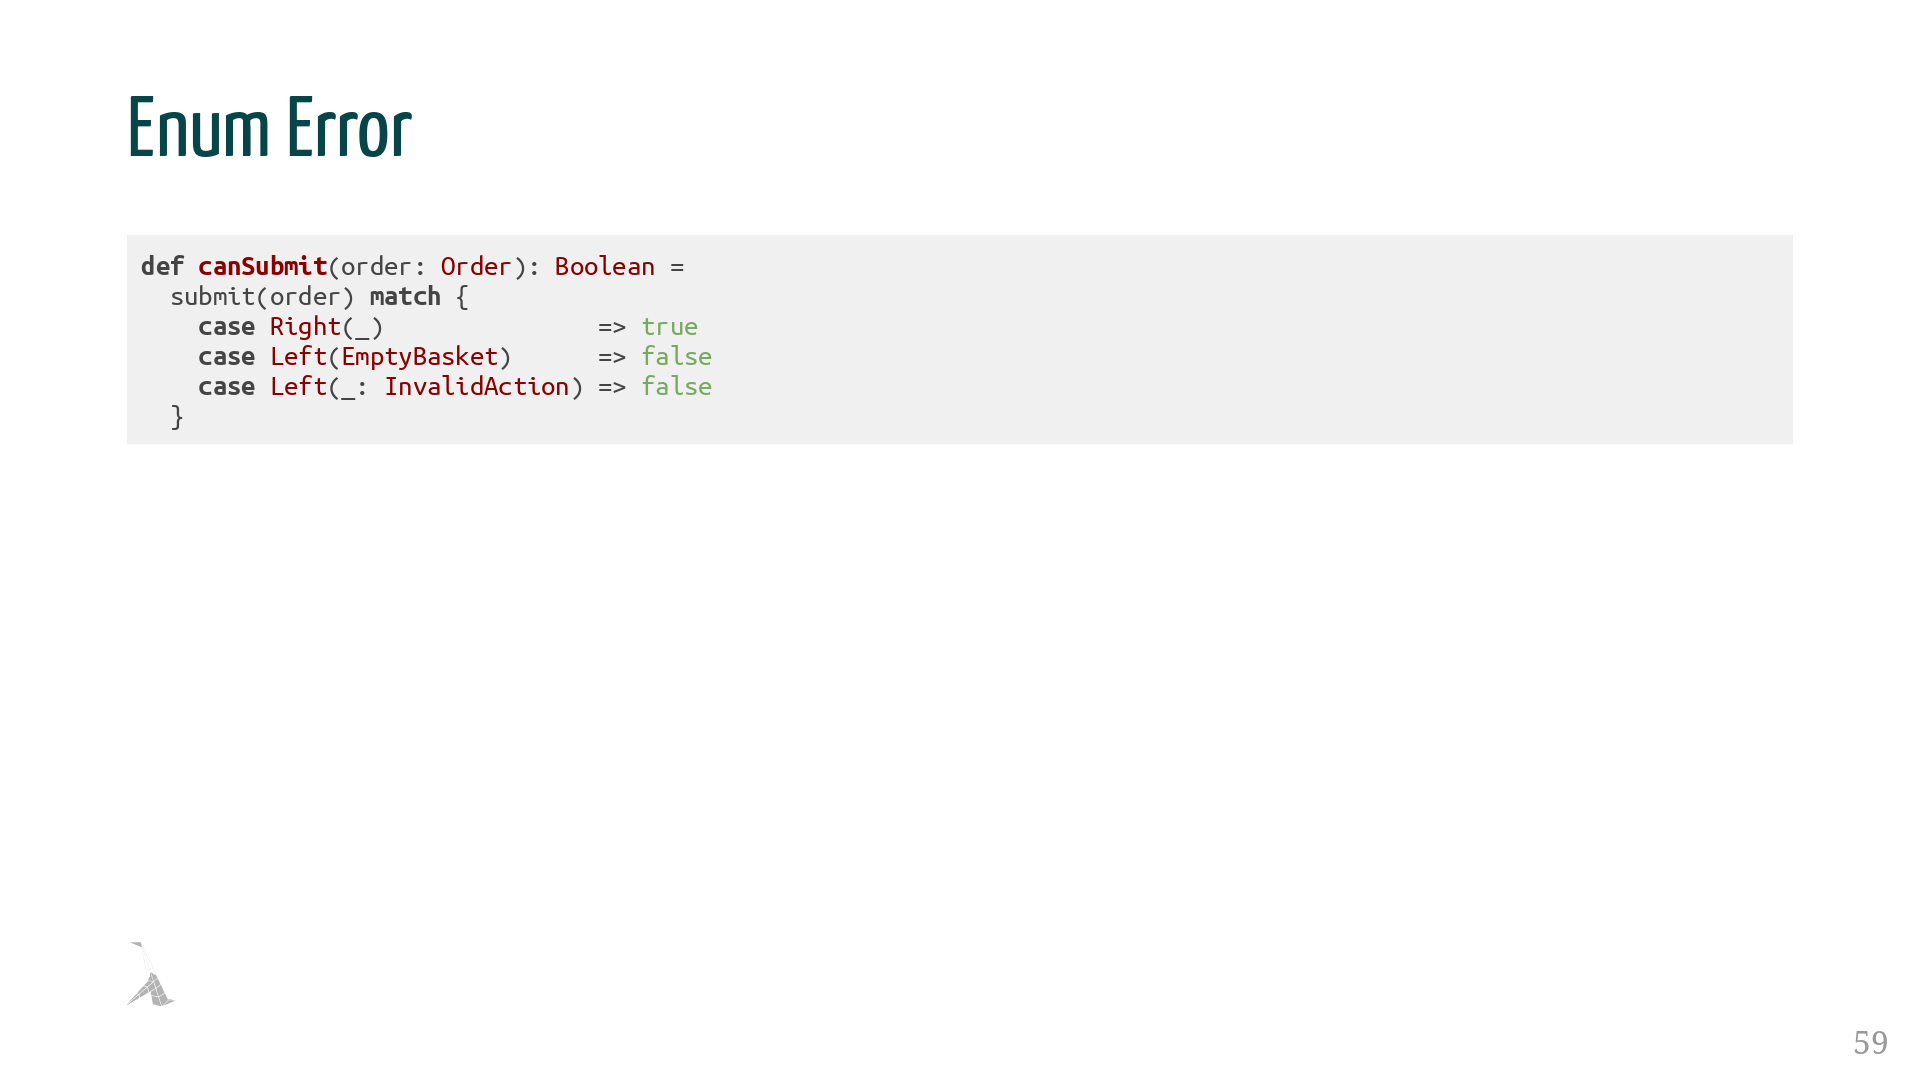 Enum Error
def canSubmit(order: Order): Boolean =
  submit(order) match {
    case Right(_)               => true
    case Left(EmptyBasket)      => false
    case Left(_: InvalidAction) => false
  }
59